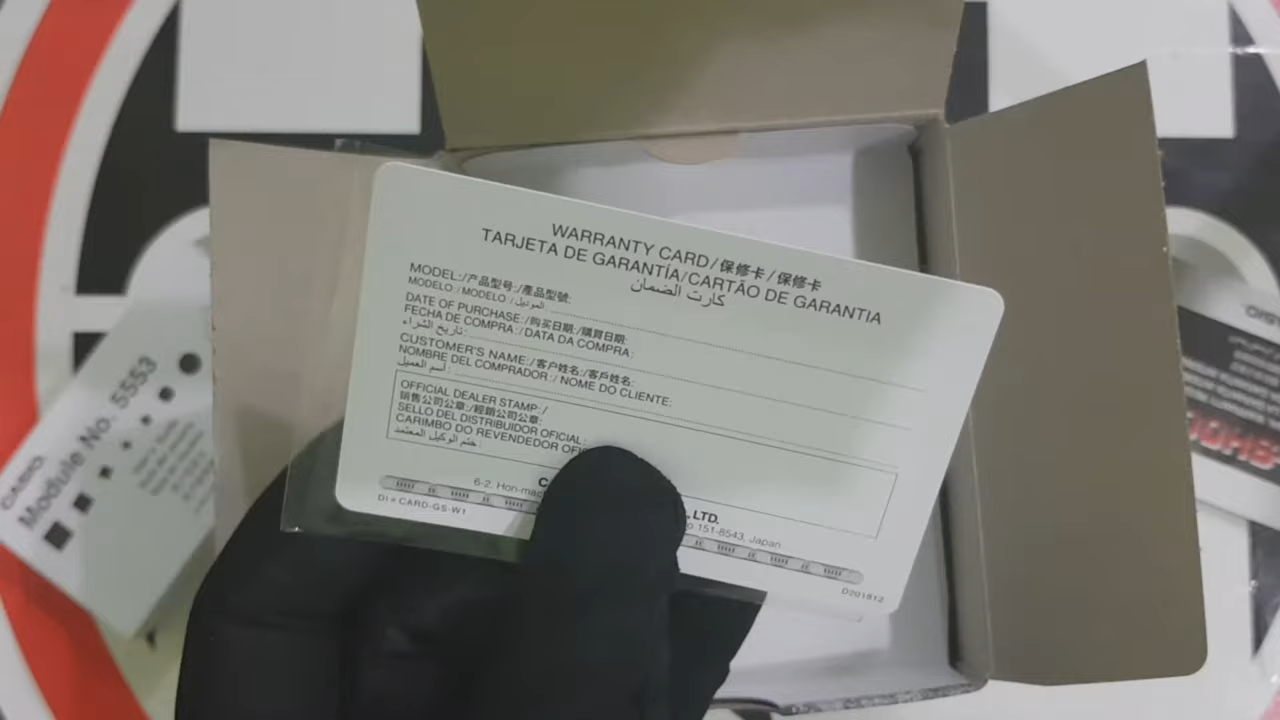 WARRANTY CARD/保修卡/保修卡
TARJETA DE GARANTÍA/CARTÃO DE GARANTIA
كارت الضمان
MODEL:/产品型号:/產品型號:
MODELO:/MODELO:/الموديل:
DATE OF PURCHASE:/购买日期:/購買日期:
FECHA DE COMPRA:/DATA DA COMPRA:
تاريخ الشراء:
CUSTOMER'S NAME:/客户姓名:/客戶姓名:
NOMBRE DEL COMPRADOR:/NOME DO CLIENTE:
اسم العميل:
OFFICIAL DEALER STAMP:/
销售公司公章:/經銷公司公章:
SELLO DEL DISTRIBUIDOR OFICIAL:
CARIMBO DO REVENDEDOR
ختم الوكيل المعتمد:
, LTD.
6-2, 151-8543, Japan
DI★CARD-GS-W1
D201812
CASIO
Module No. 5553